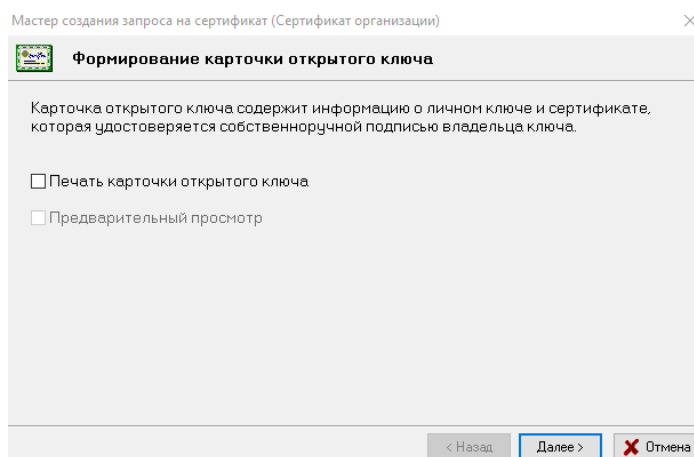 Мастер создания запроса на сертификат (Сертификат организации)
Формирование карточки открытого ключа
Карточка открытого ключа содержит информацию о личном ключе и сертификате,
которая удостоверяется собственноручной подписью владельца ключа.
Печать карточки открытого ключа
Предварительный просмотр
< Назад Далее > Отмена